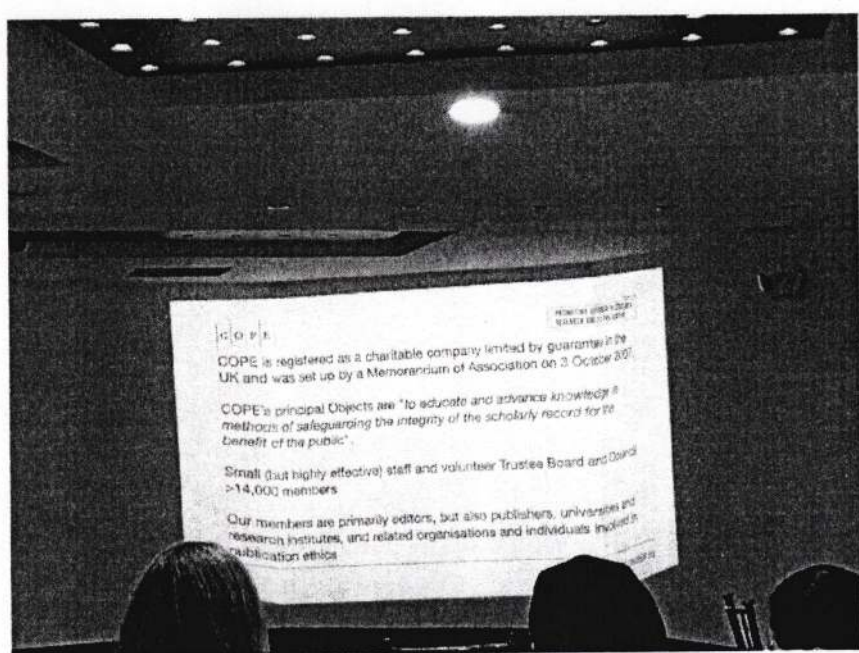 C O P E
COPE is registered as a charitable company limited by guarantee in the
UK and was set up by a Memorandum of Association on 3 October 2007.
COPE's principal Objects are "to educate and advance knowledge in
methods of safeguarding the integrity of the scholarly record for the
benefit of the public".
Small (but highly effective) staff and volunteer Trustee Board and Council
>14,000 members
Our members are primarily editors, but also publishers, universities and
research institutes, and related organisations and individuals involved in
publication ethics